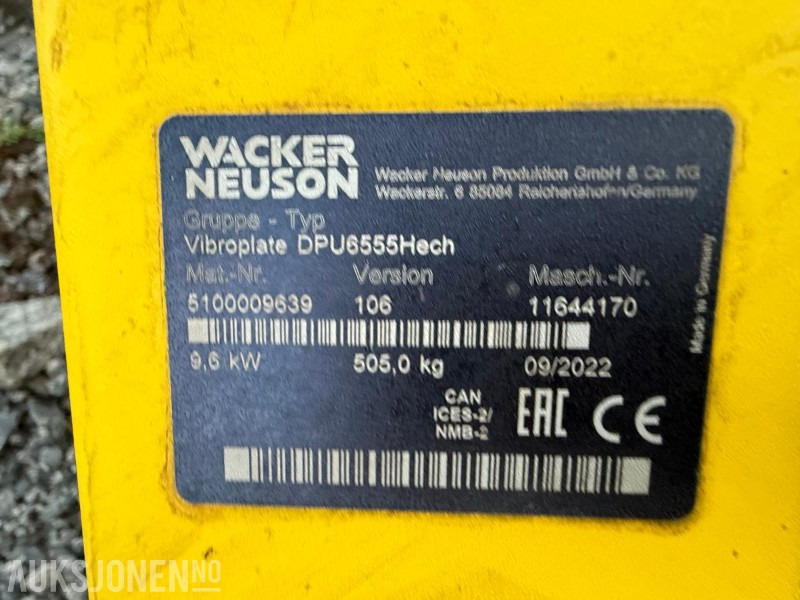 WACKER
NEUSON
Wacker Neuson Produktion GmbH & Co. KG
Wackerstr. 6 85084 Reichertshofen/Germany
Gruppe - Typ
Vibroplate DPU6555Hech
Mat.-Nr. Version Masch.-Nr.
5100009639 106 11644170
9,6 kW 505,0 kg 09/2022
Made in Germany
CAN
ICES-2/
NMB-2
EAC CE
AUKSJONEN.NO